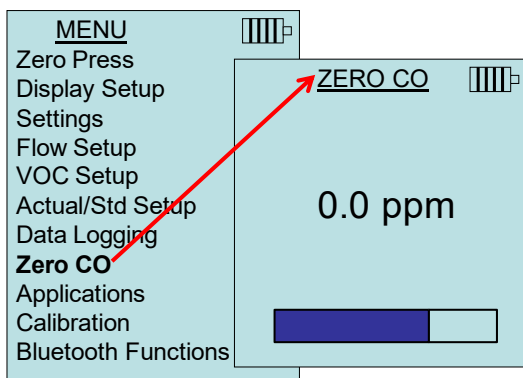 MENU
Zero Press
Display Setup
Settings
Flow Setup
VOC Setup
Actual/Std Setup
Data Logging
Zero CO
Applications
Calibration
Bluetooth Functions
ZERO CO
0.0 ppm